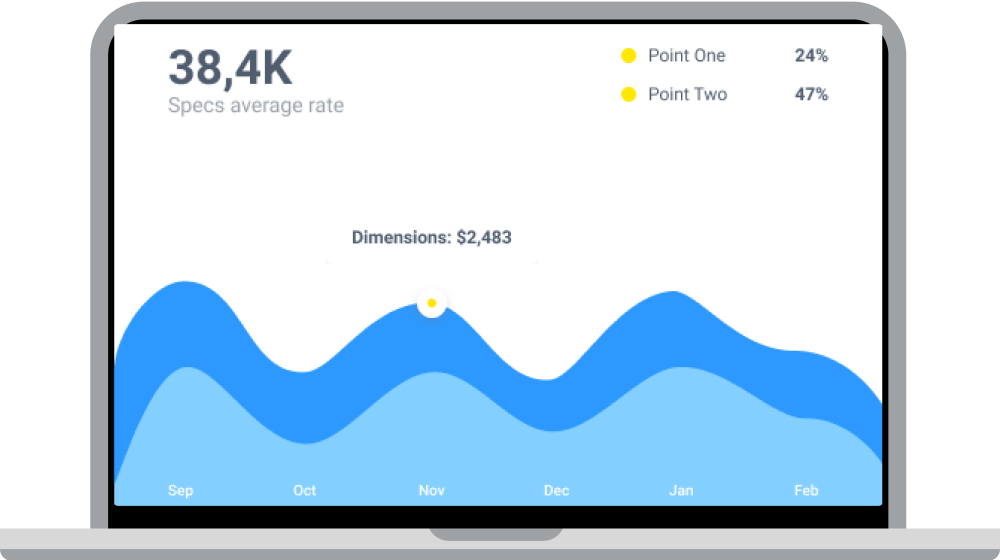 38,4K
Specs average rate
Point One 24%
Point Two 47%
Dimensions: $2,483
Sep Oct Nov Dec Jan Feb